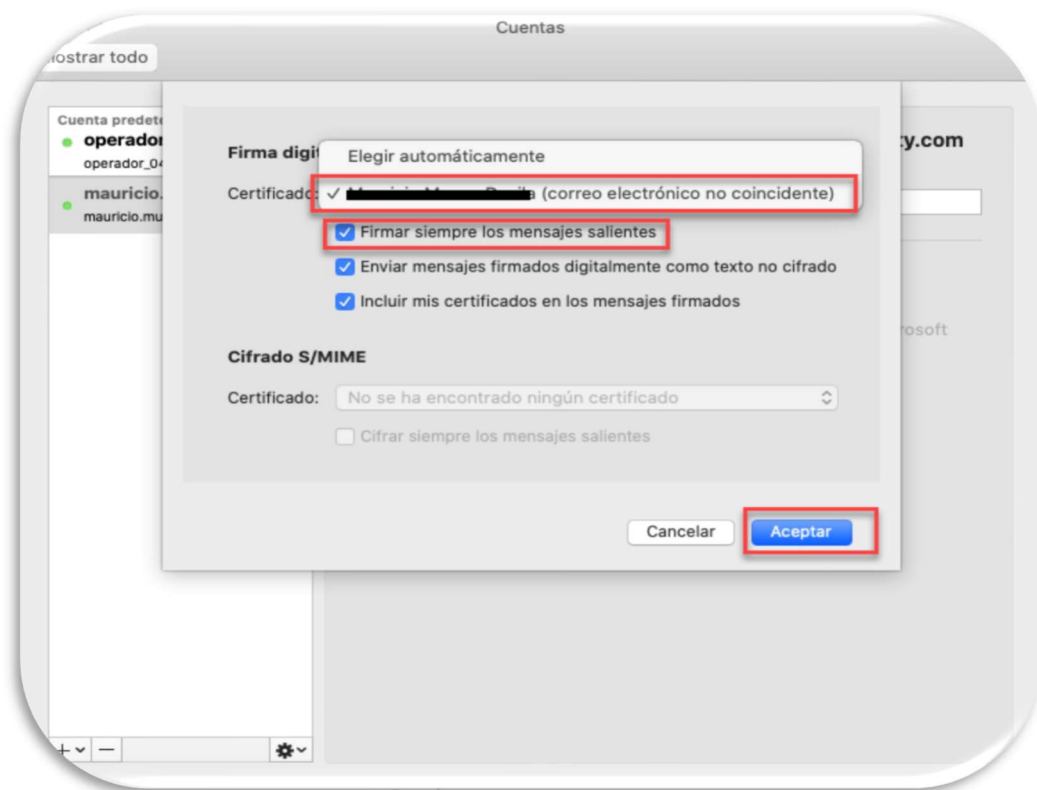 Cuentas
ostrar todo
Cuenta predete
operador
operador_04
mauricio.
mauricio.mu
y.com
Firma digit
Elegir automáticamente
Certificado:
(correo electrónico no coincidente)
Firmar siempre los mensajes salientes
Enviar mensajes firmados digitalmente como texto no cifrado
Incluir mis certificados en los mensajes firmados
rosoft
Cifrado S/MIME
Certificado:
No se ha encontrado ningún certificado
Cifrar siempre los mensajes salientes
Cancelar
Aceptar